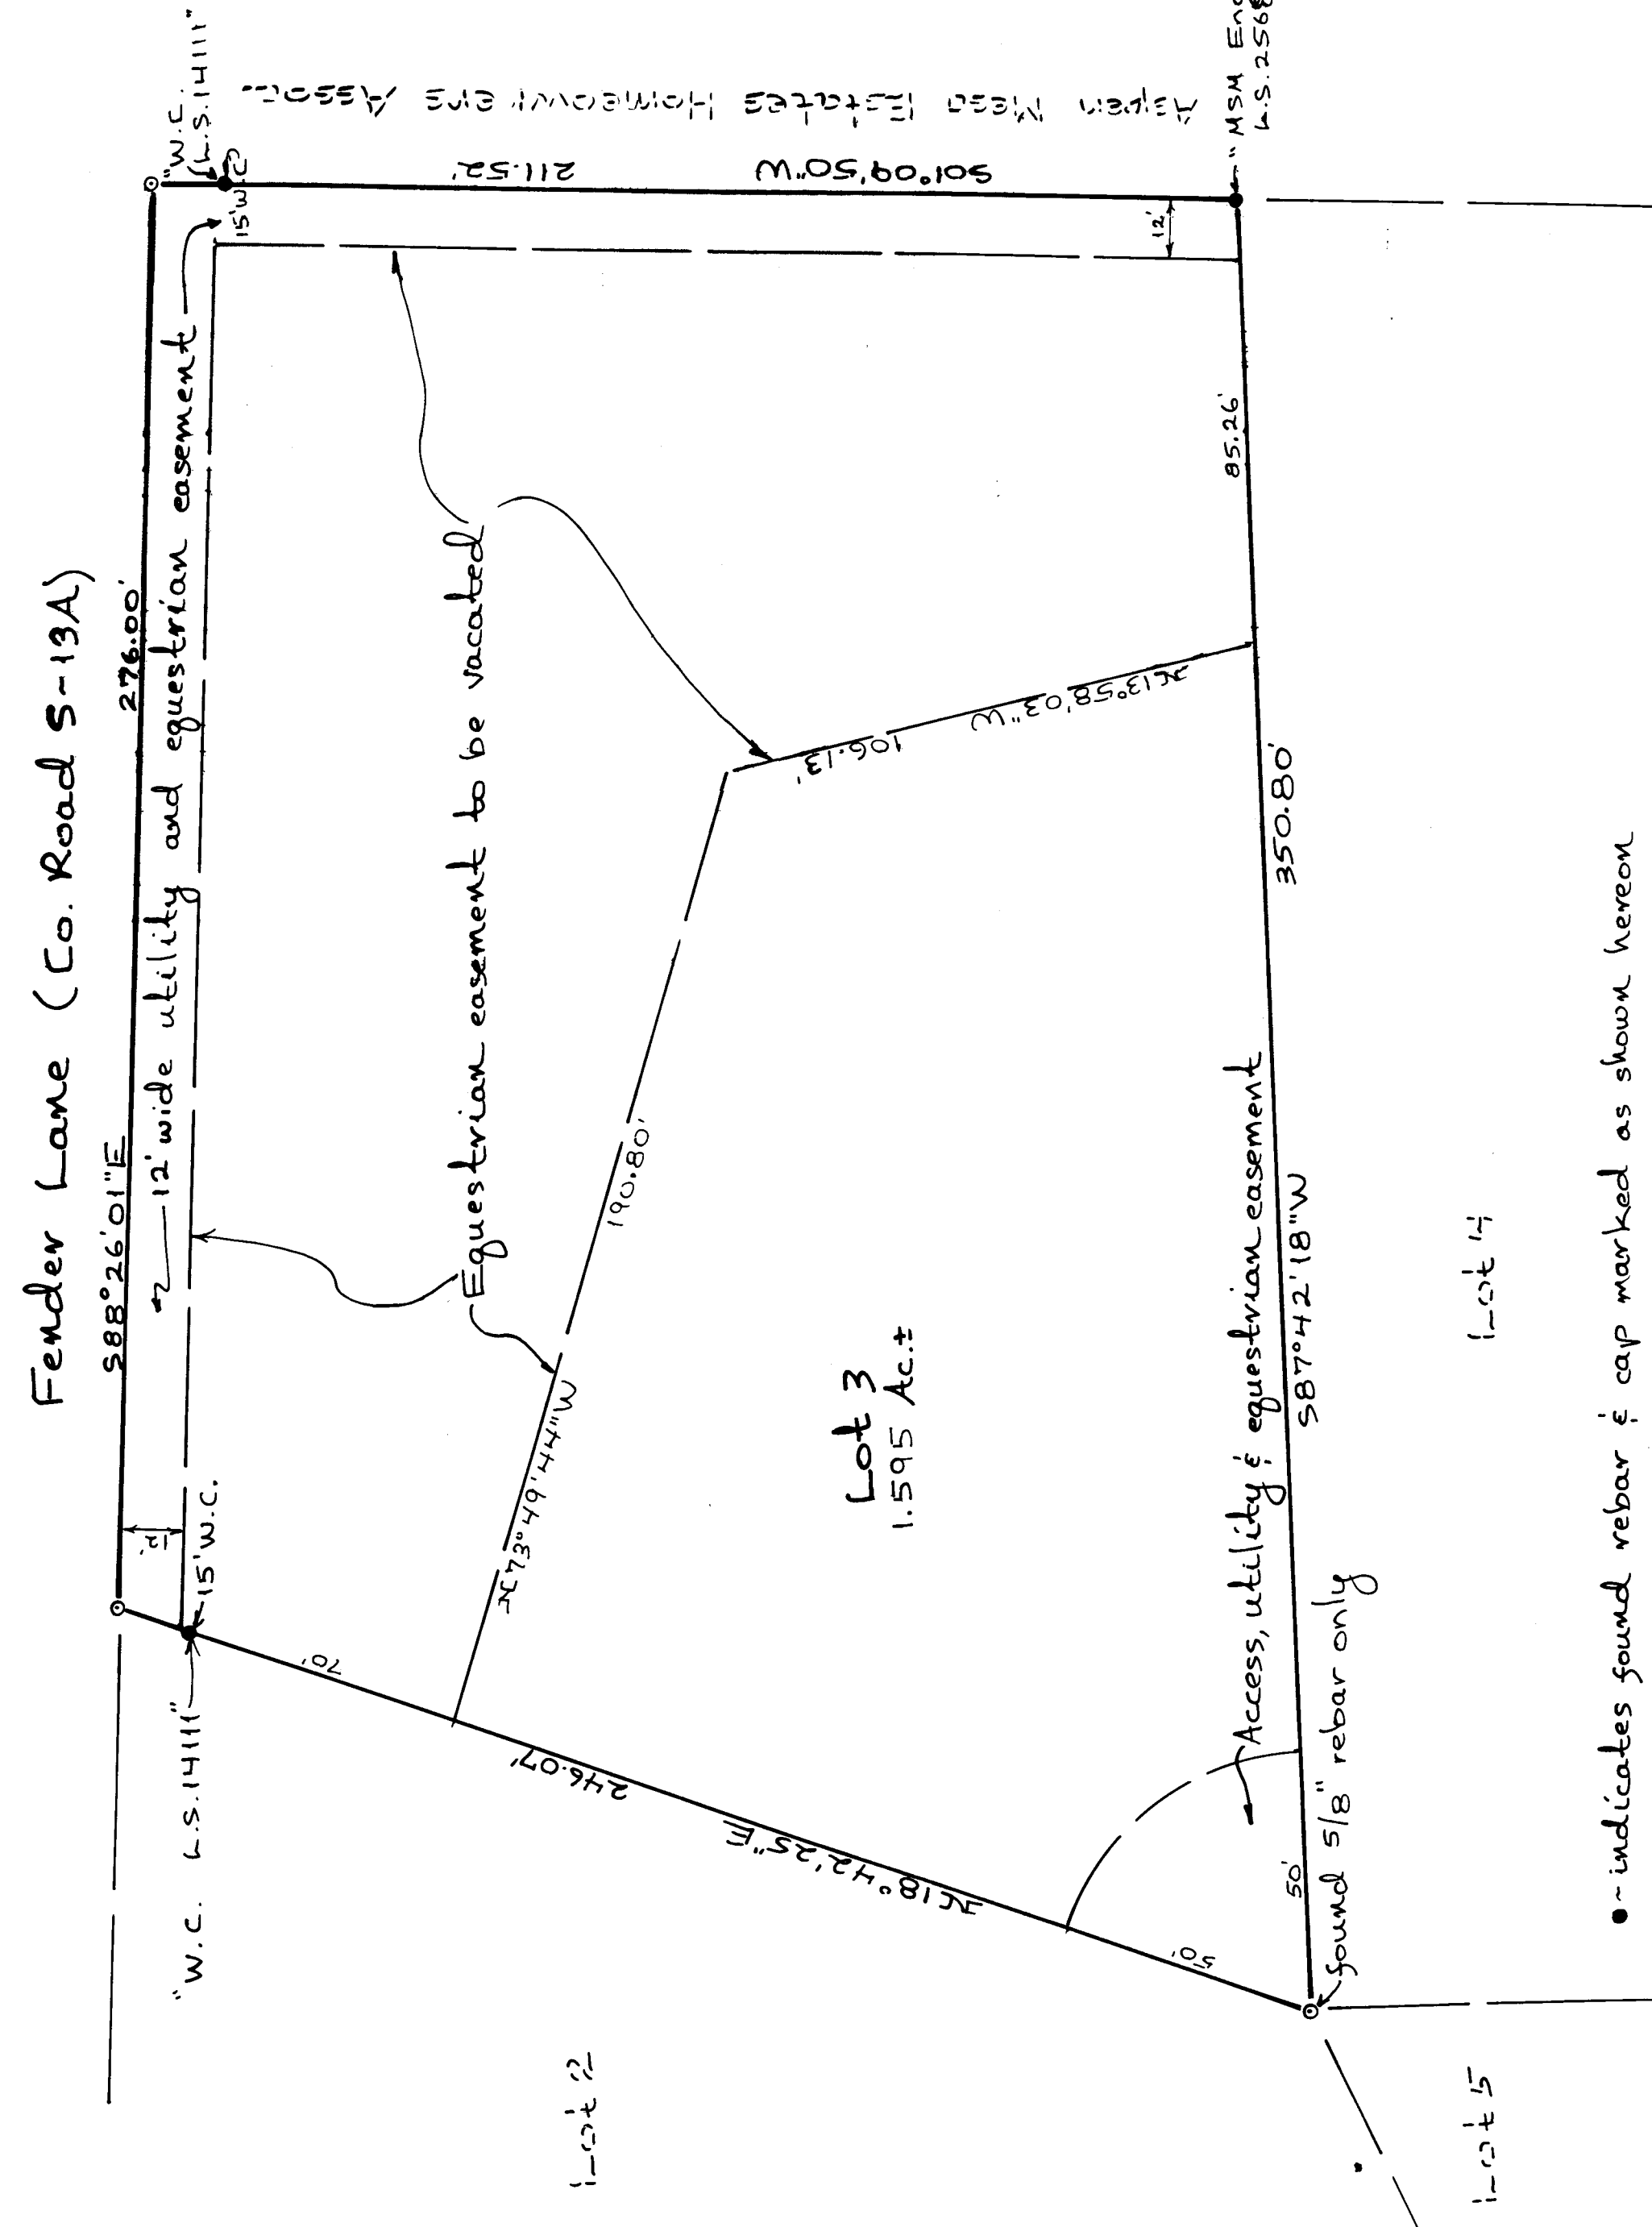 Fender Lane (Co. Road S-13A)
S88°26'01"E 276.00'
12' wide utility and equestrian easement
12'
15' W.C.
"W.C. L.S.14111"
"W.C.
L.S.14111"
15' W.C.
Aspen Mesa Estates Homeowners Assoc.
211.52' S01°09'50"W
12'
"MSM
L.S.
Equestrian easement to be vacated
70'
N73°49'44"W 190.80'
106.13' N13°58'03"W
246.07'
N18°42'25"E
Lot 3
1.595 Ac.±
Lot 2
Access, utility & equestrian easement
50'
50'
85.26'
S87°42'18"W 350.80'
found 5/8" rebar only
Lot 4
Lot 5
● ~ indicates found rebar & cap marked as shown hereon